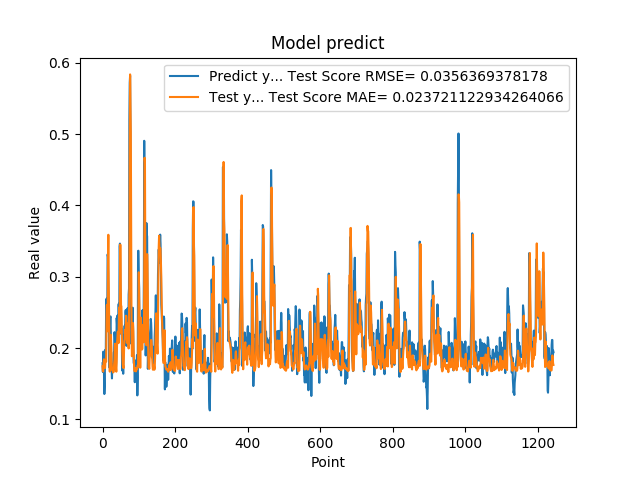 Model predict
Predict y... Test Score RMSE= 0.0356369378178
Test y... Test Score MAE= 0.023721122934264066
0.6
0.5
0.4
0.3
0.2
0.1
Real value
0 200 400 600 800 1000 1200
Point